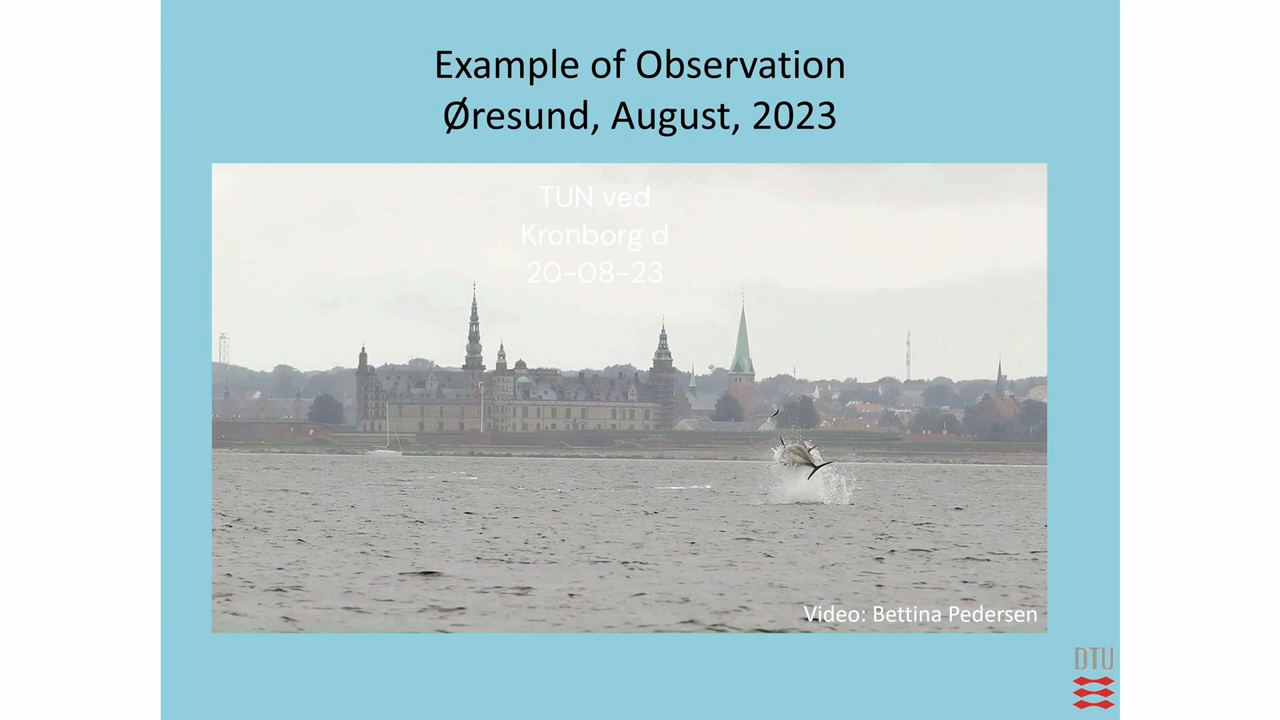 Example of Observation
Øresund, August, 2023
TUN ved
Kronborg d
20-08-23
Video: Bettina Pedersen
DTU